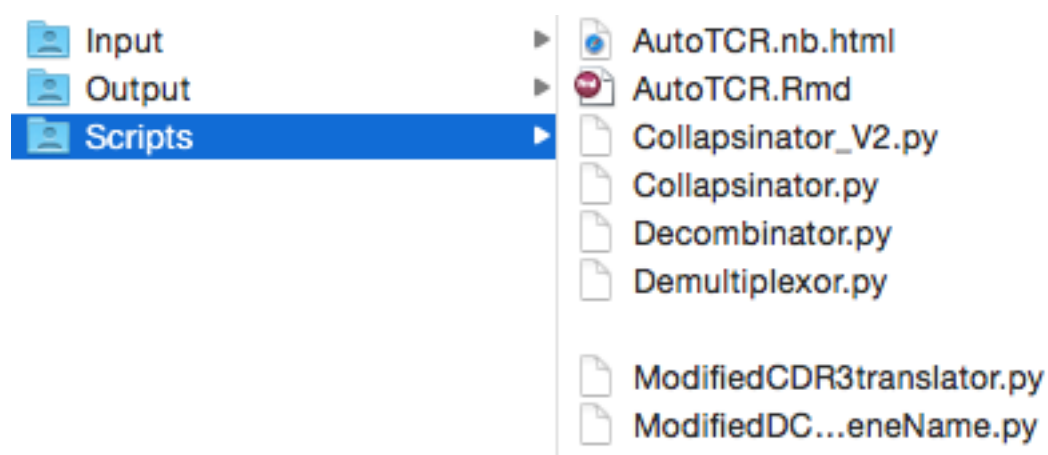 Input
Output
Scripts
AutoTCR.nb.html
AutoTCR.Rmd
Collapsinator_V2.py
Collapsinator.py
Decombinator.py
Demultiplexor.py
ModifiedCDR3translator.py
ModifiedDC...eneName.py